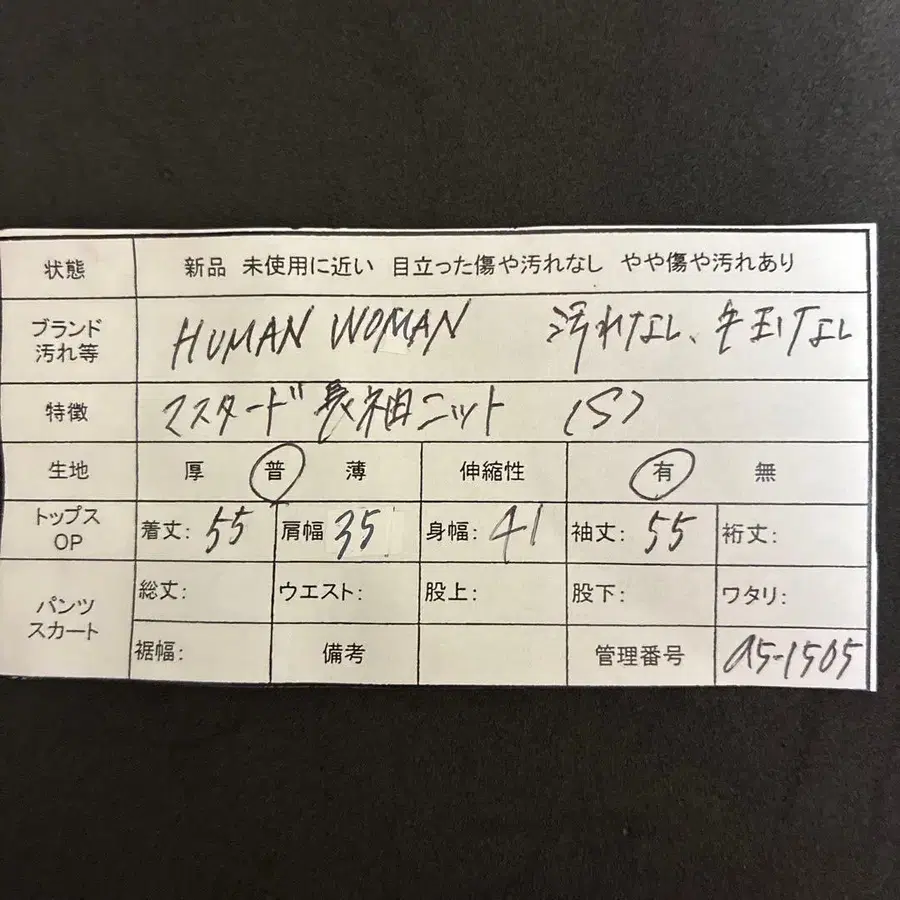 状態 新品 未使用に近い 目立った傷や汚れなし やや傷や汚れあり
ブランド 汚れ等 HUMAN WOMAN 汚れなし、毛玉なし
特徴 マスタード 長袖ニット (S)
生地 厚 普 薄 伸縮性 有 無
トップス OP 着丈: 55 肩幅 35 身幅: 41 袖丈: 55 裄丈:
パンツ スカート 総丈: ウエスト: 股上: 股下: ワタリ:
裾幅: 備考 管理番号 a5-1505